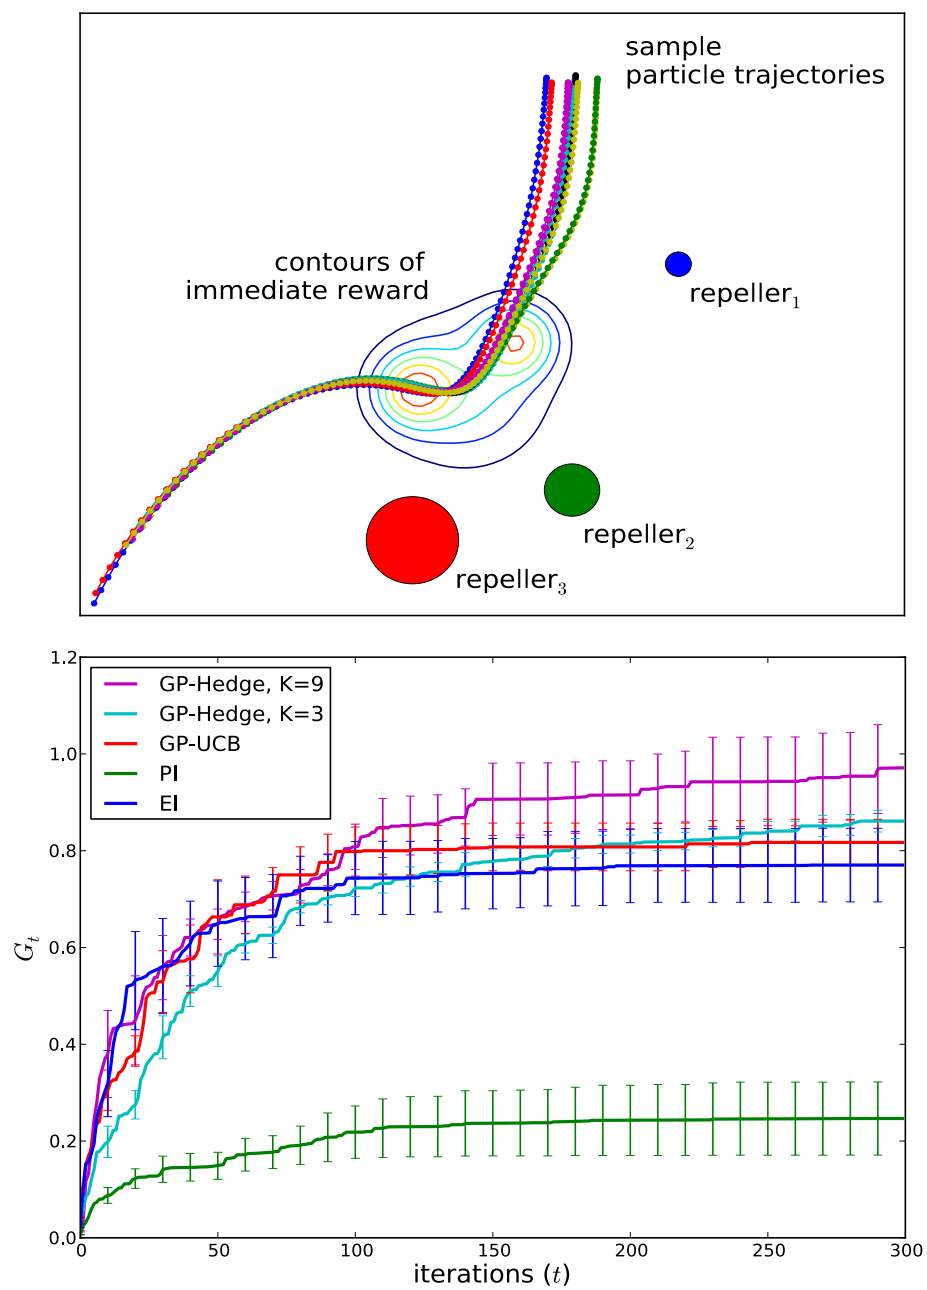 sample
particle trajectories
contours of
immediate reward
repeller₁
repeller₂
repeller₃
1.2
1.0
0.8
0.6
0.4
0.2
0.0
G_t
GP-Hedge, K=9
GP-Hedge, K=3
GP-UCB
PI
EI
0 50 100 150 200 250 300
iterations (t)